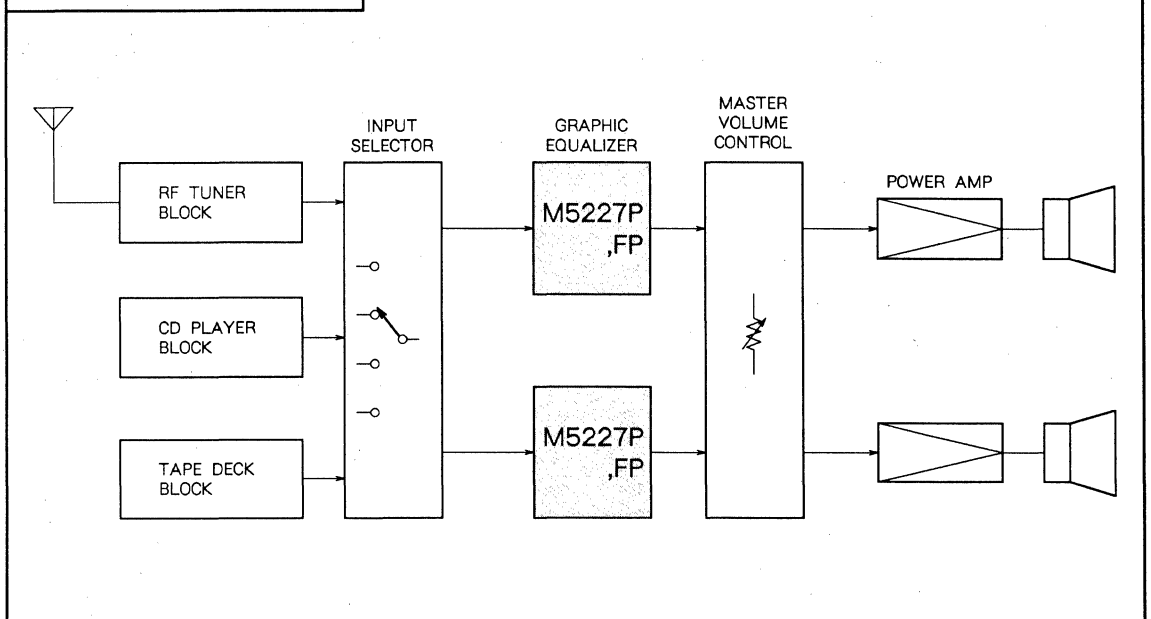 RF TUNER
BLOCK
CD PLAYER
BLOCK
TAPE DECK
BLOCK
INPUT
SELECTOR
GRAPHIC
EQUALIZER
M5227P
,FP
M5227P
,FP
MASTER
VOLUME
CONTROL
POWER AMP